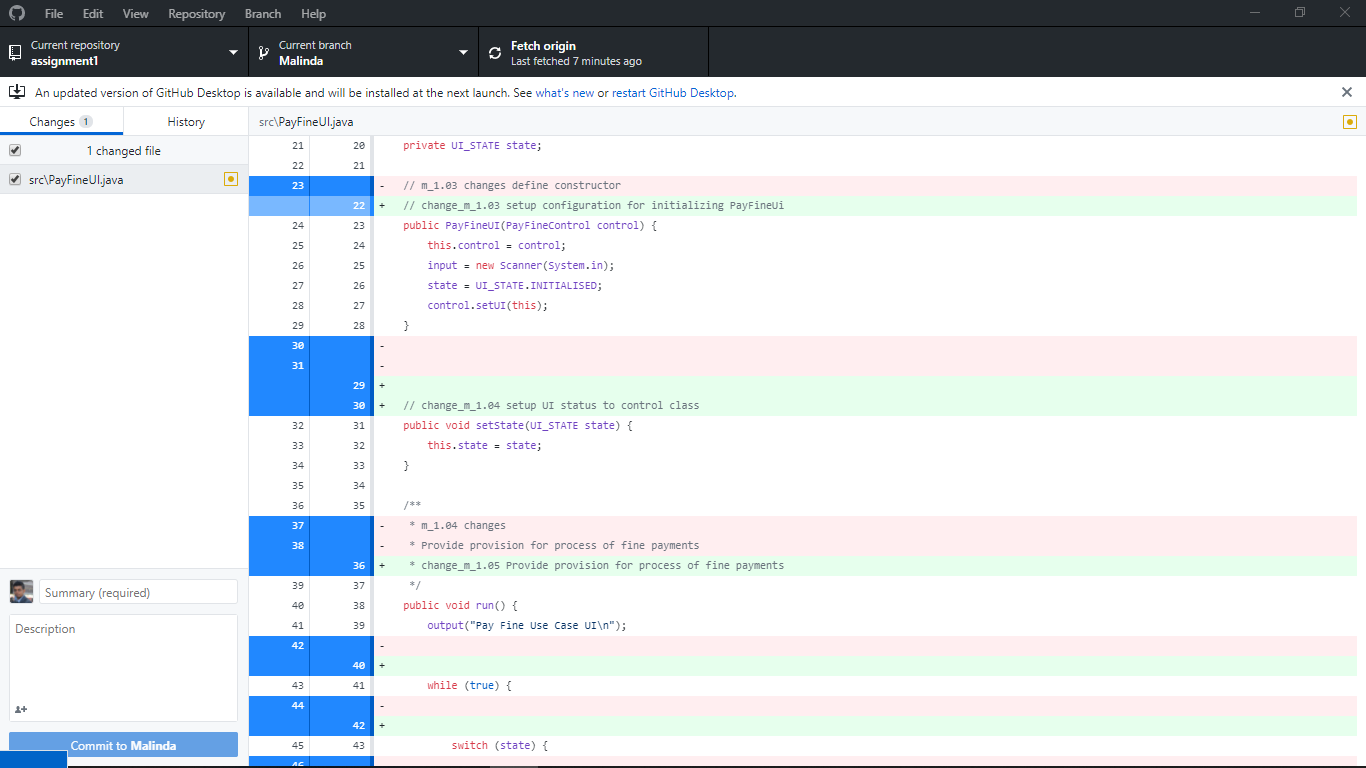 File Edit View Repository Branch Help
Current repository
assignment1
Current branch
Malinda
Fetch origin
Last fetched 7 minutes ago
An updated version of GitHub Desktop is available and will be installed at the next launch. See what's new or restart GitHub Desktop.
Changes 1 History
1 changed file
src\PayFineUI.java
Summary (required)
Description
Commit to Malinda
src\PayFineUI.java
21 20 private UI_STATE state;
22 21
23 - // m_1.03 changes define constructor
22 + // change_m_1.03 setup configuration for initializing PayFineUi
24 23 public PayFineUI(PayFineControl control) {
25 24 this.control = control;
26 25 input = new Scanner(System.in);
27 26 state = UI_STATE.INITIALISED;
28 27 control.setUI(this);
29 28 }
30 -
31 -
29 +
30 + // change_m_1.04 setup UI status to control class
32 31 public void setState(UI_STATE state) {
33 32 this.state = state;
34 33 }
35 34
36 35 /**
37 - * m_1.04 changes
38 - * Provide provision for process of fine payments
36 + * change_m_1.05 Provide provision for process of fine payments
39 37 */
40 38 public void run() {
41 39 output("Pay Fine Use Case UI\n");
42 -
40 +
43 41 while (true) {
44 -
42 +
45 43 switch (state) {
46 -